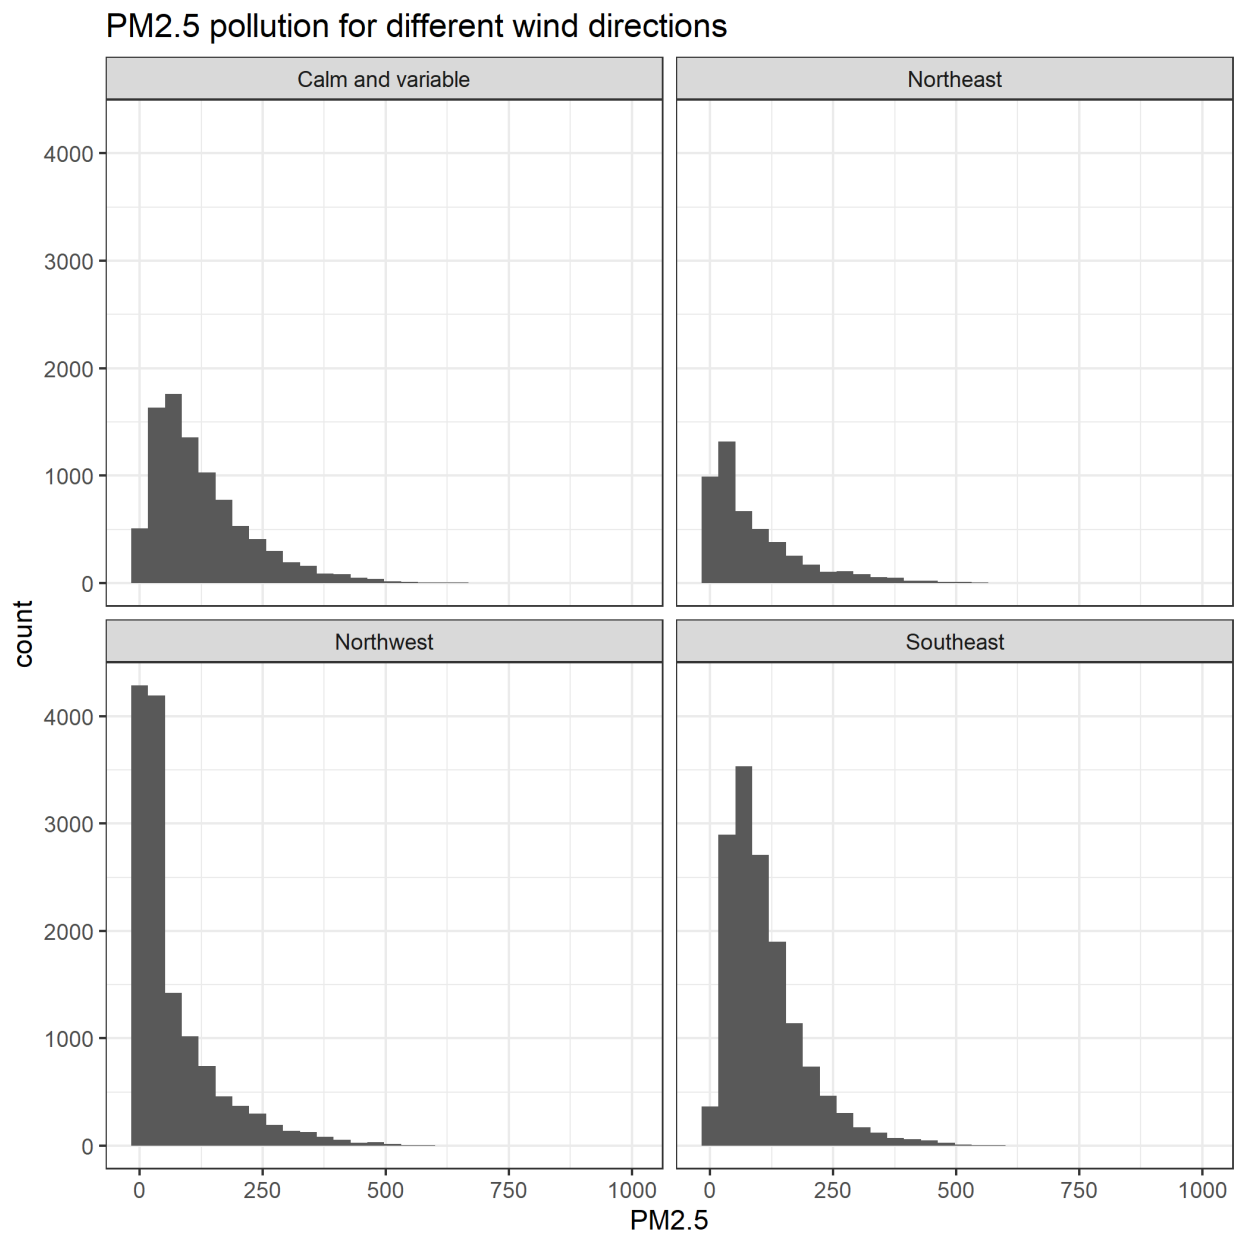 PM2.5 pollution for different wind directions
Calm and variable
Northeast
4000
3000
2000
1000
0
count
Northwest
Southeast
4000
3000
2000
1000
0
0 250 500 750 1000 0 250 500 750 1000
PM2.5